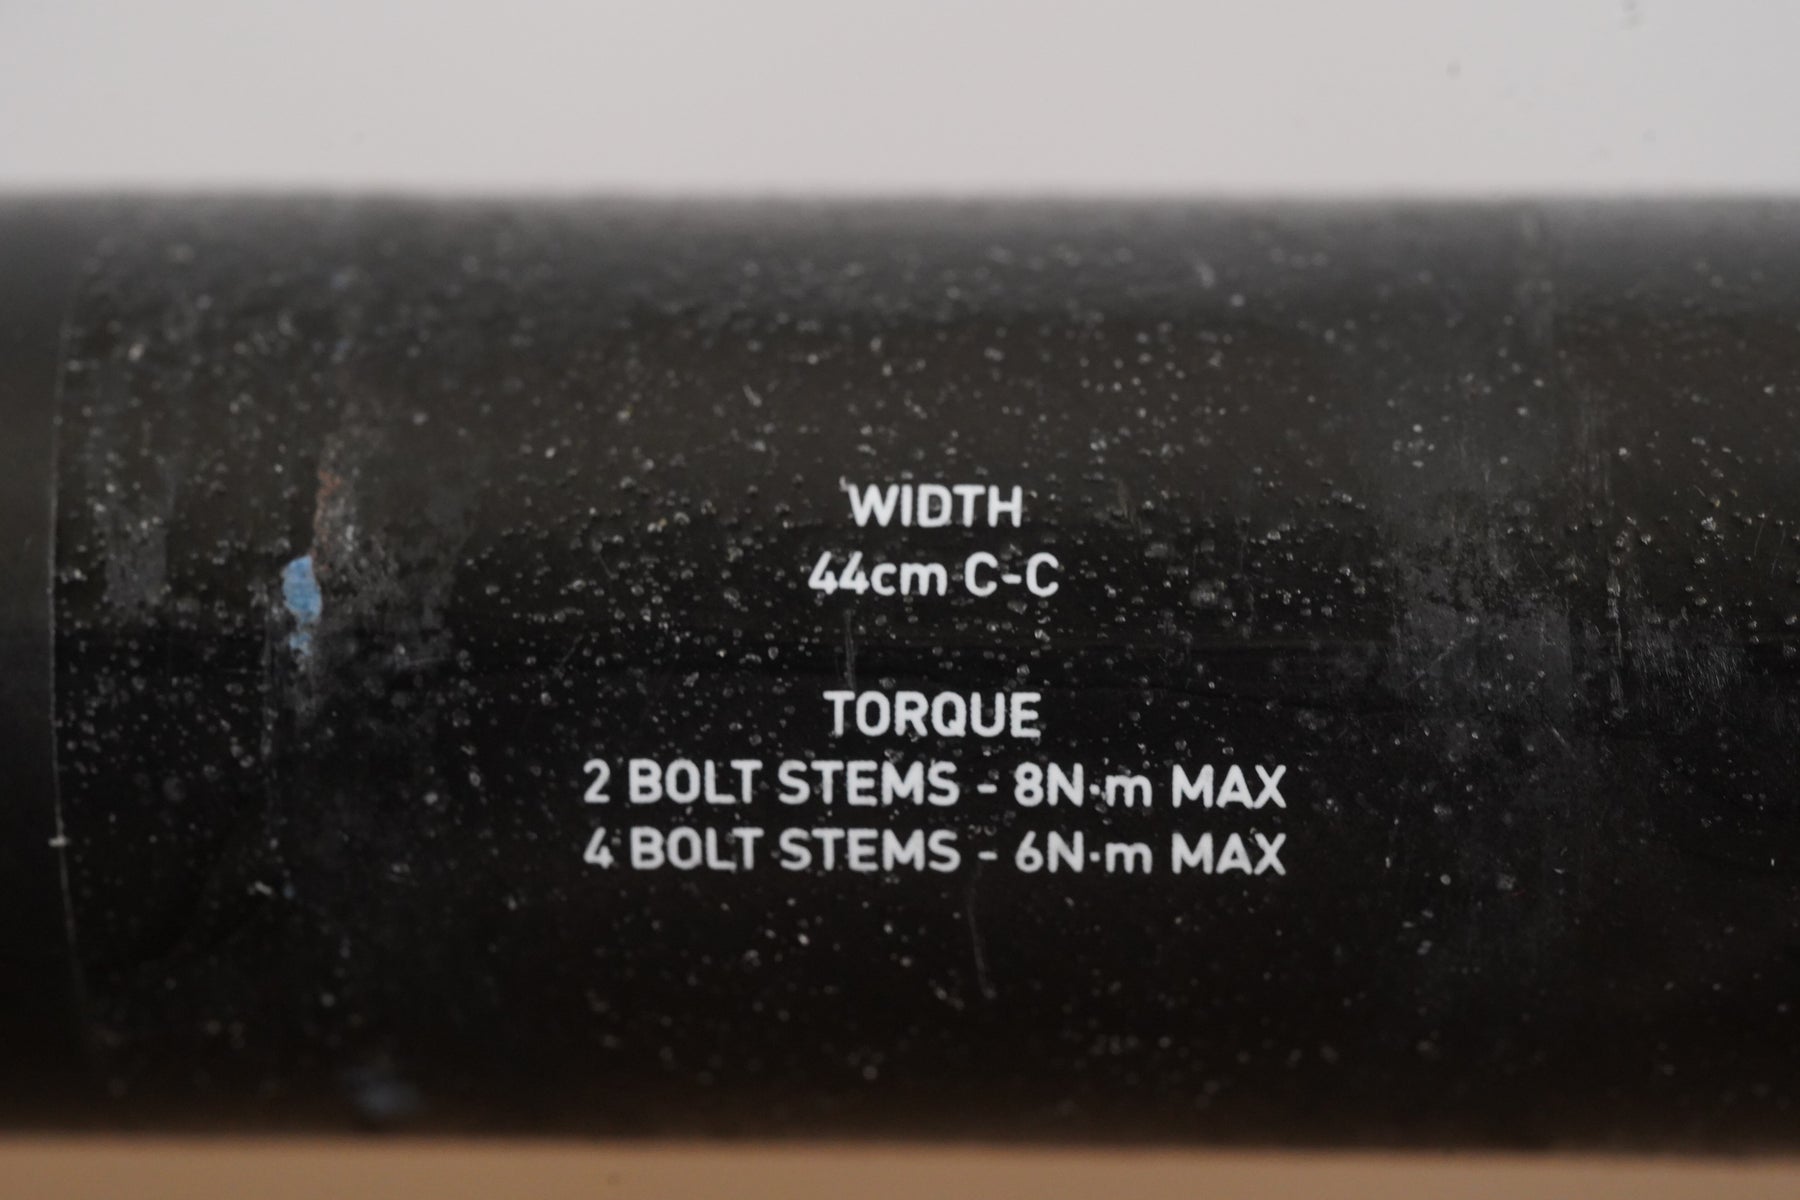 WIDTH
44cm C-C
TORQUE
2 BOLT STEMS - 8N·m MAX
4 BOLT STEMS - 6N·m MAX